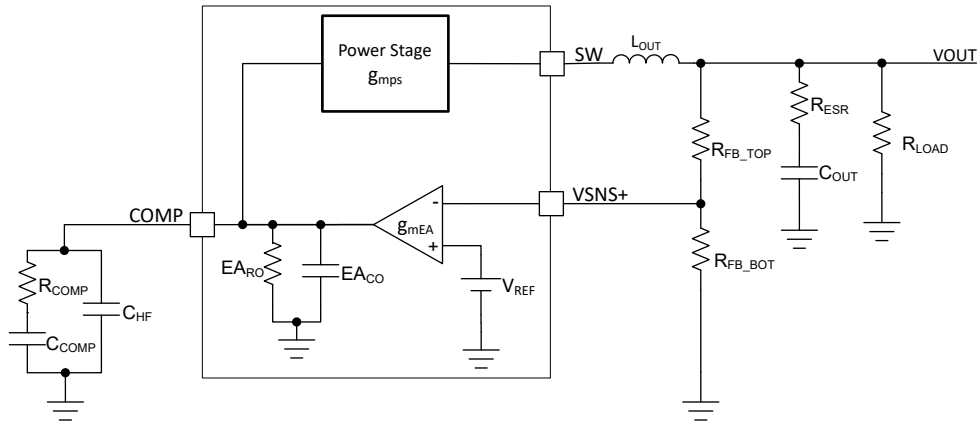 Power Stage
gmps
SW
LOUT
VOUT
RESR
RFB_TOP
RLOAD
COUT
COMP
VSNS+
gmEA
-
+
EARO
EACO
RFB_BOT
VREF
RCOMP
CHF
CCOMP